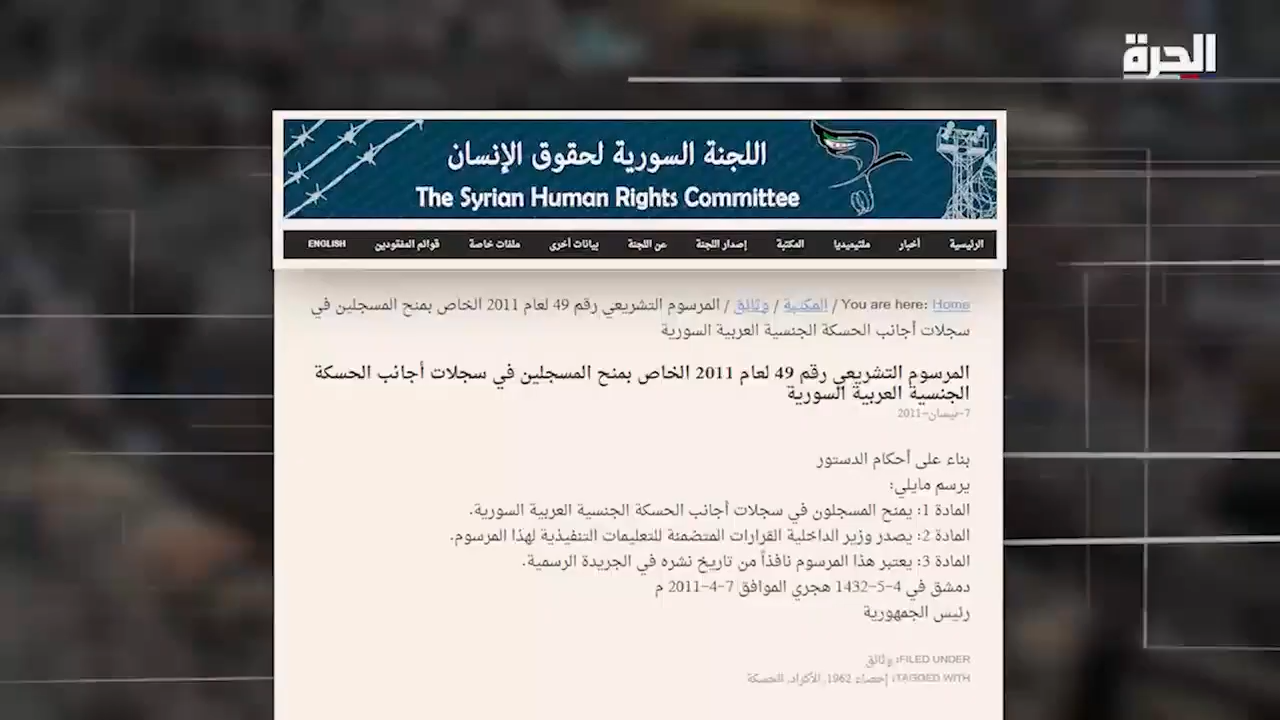 الحرة
اللجنة السورية لحقوق الإنسان
The Syrian Human Rights Committee
الرئيسية أخبار ملتيميديا المكتبة إصدار اللجنة عن اللجنة بيانات أخرى ملفات خاصة قوائم المفقودين ENGLISH
You are here: Home / المكتبة / وثائق / المرسوم التشريعي رقم 49 لعام 2011 الخاص بمنح المسجلين في
سجلات أجانب الحسكة الجنسية العربية السورية
المرسوم التشريعي رقم 49 لعام 2011 الخاص بمنح المسجلين في سجلات أجانب الحسكة
الجنسية العربية السورية
7-نيسان-2011
بناء على أحكام الدستور
يرسم مايلي:
المادة 1: يمنح المسجلون في سجلات أجانب الحسكة الجنسية العربية السورية.
المادة 2: يصدر وزير الداخلية القرارات المتضمنة للتعليمات التنفيذية لهذا المرسوم.
المادة 3: يعتبر هذا المرسوم نافذاً من تاريخ نشره في الجريدة الرسمية.
دمشق في 4-5-1432 هجري الموافق 7-4-2011 م
رئيس الجمهورية
FILED UNDER: وثائق
TAGGED WITH: إحصاء 1962, الأكراد, الحسكة